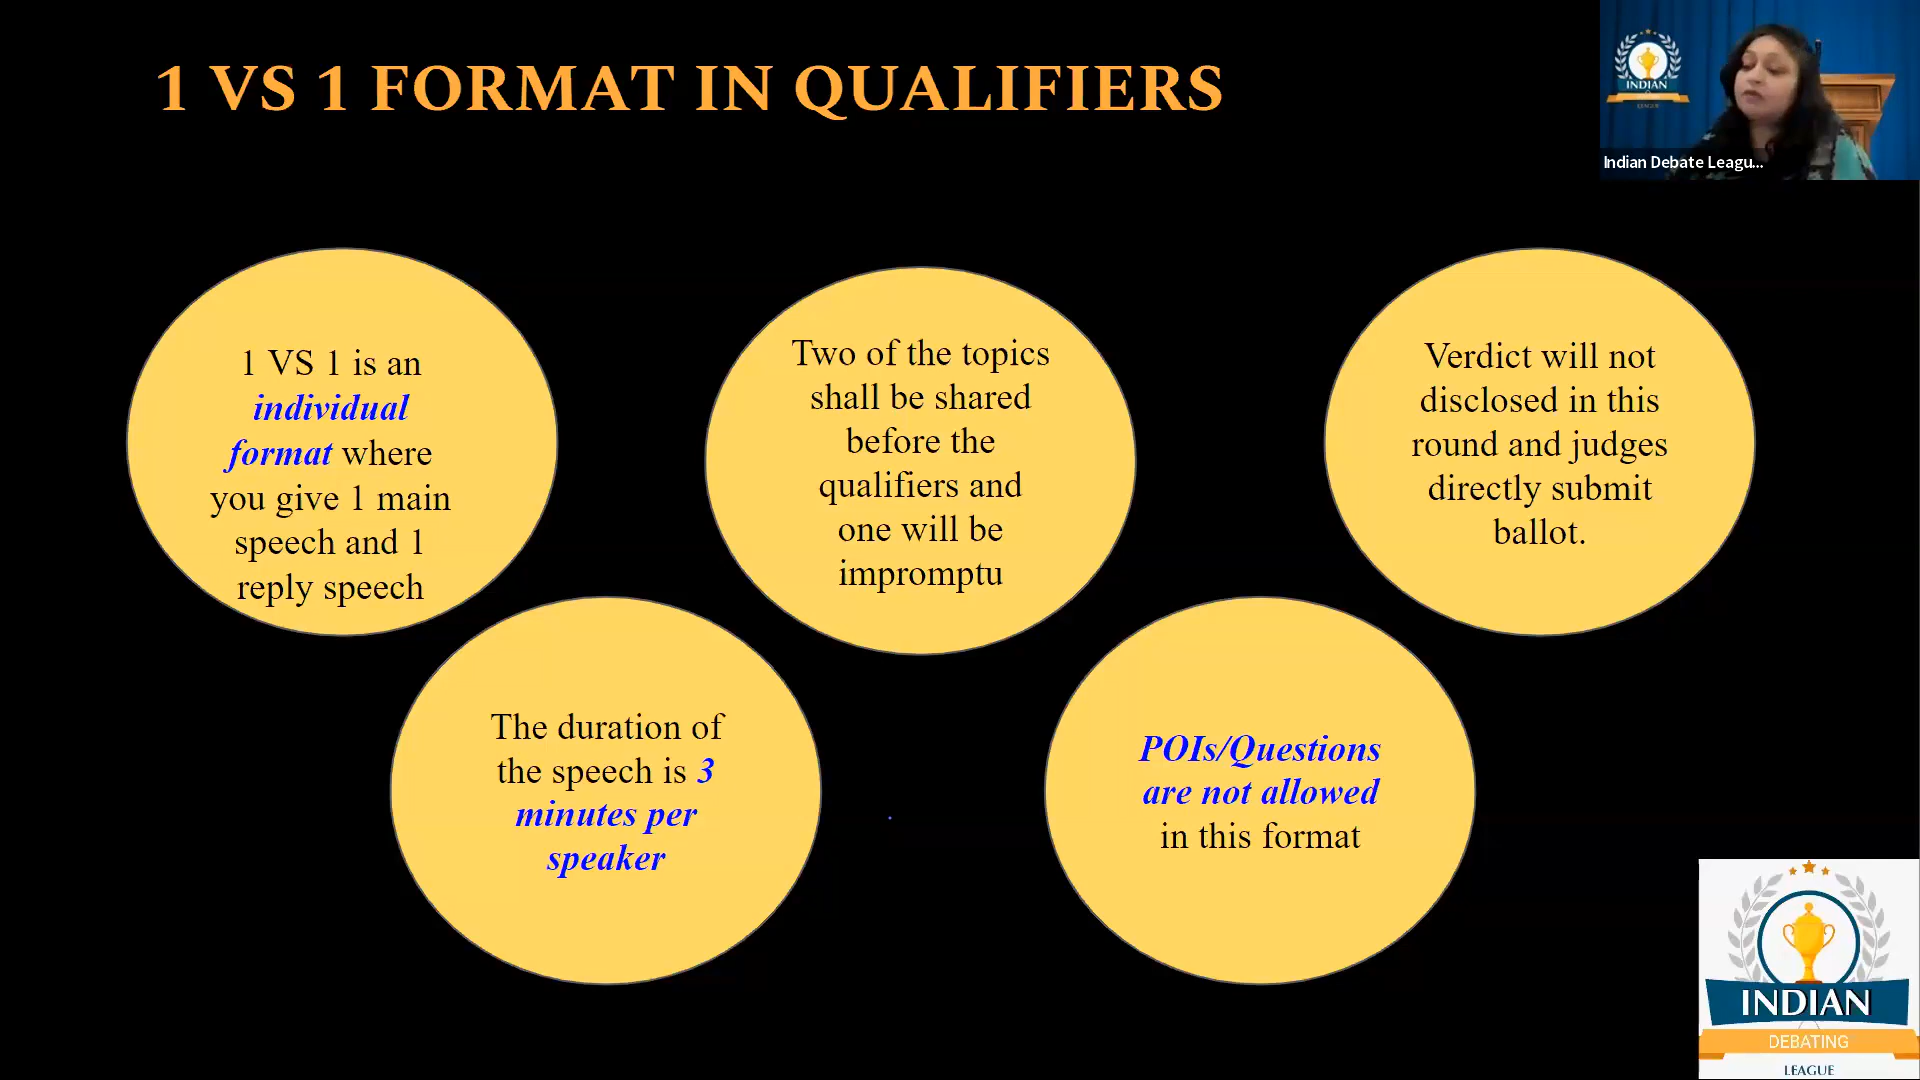 1 VS 1 FORMAT IN QUALIFIERS
INDIAN
LEAGUE
Indian Debate Leagu...
1 VS 1 is an
individual
format where
you give 1 main
speech and 1
reply speech
Two of the topics
shall be shared
before the
qualifiers and
one will be
impromptu
Verdict will not
disclosed in this
round and judges
directly submit
ballot.
The duration of
the speech is 3
minutes per
speaker
POIs/Questions
are not allowed
in this format
INDIAN
DEBATING
LEAGUE